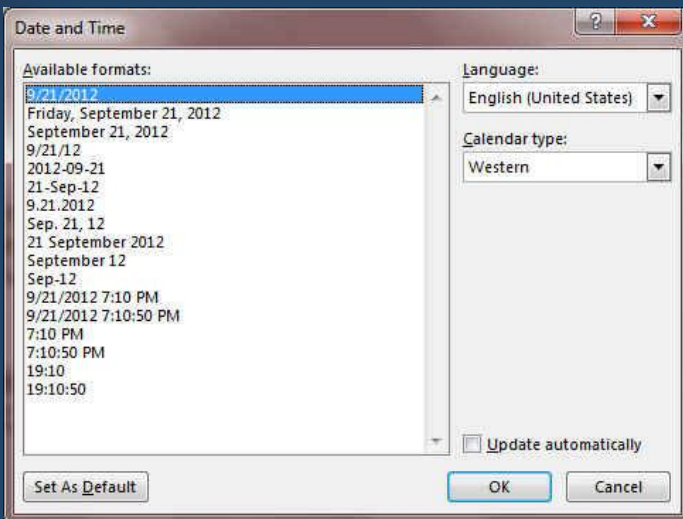 Date and Time
?
Available formats:
9/21/2012
Friday, September 21, 2012
September 21, 2012
9/21/12
2012-09-21
21-Sep-12
9.21.2012
Sep. 21, 12
21 September 2012
September 12
Sep-12
9/21/2012 7:10 PM
9/21/2012 7:10:50 PM
7:10 PM
7:10:50 PM
19:10
19:10:50
Language:
English (United States)
Calendar type:
Western
Update automatically
Set As Default
OK
Cancel